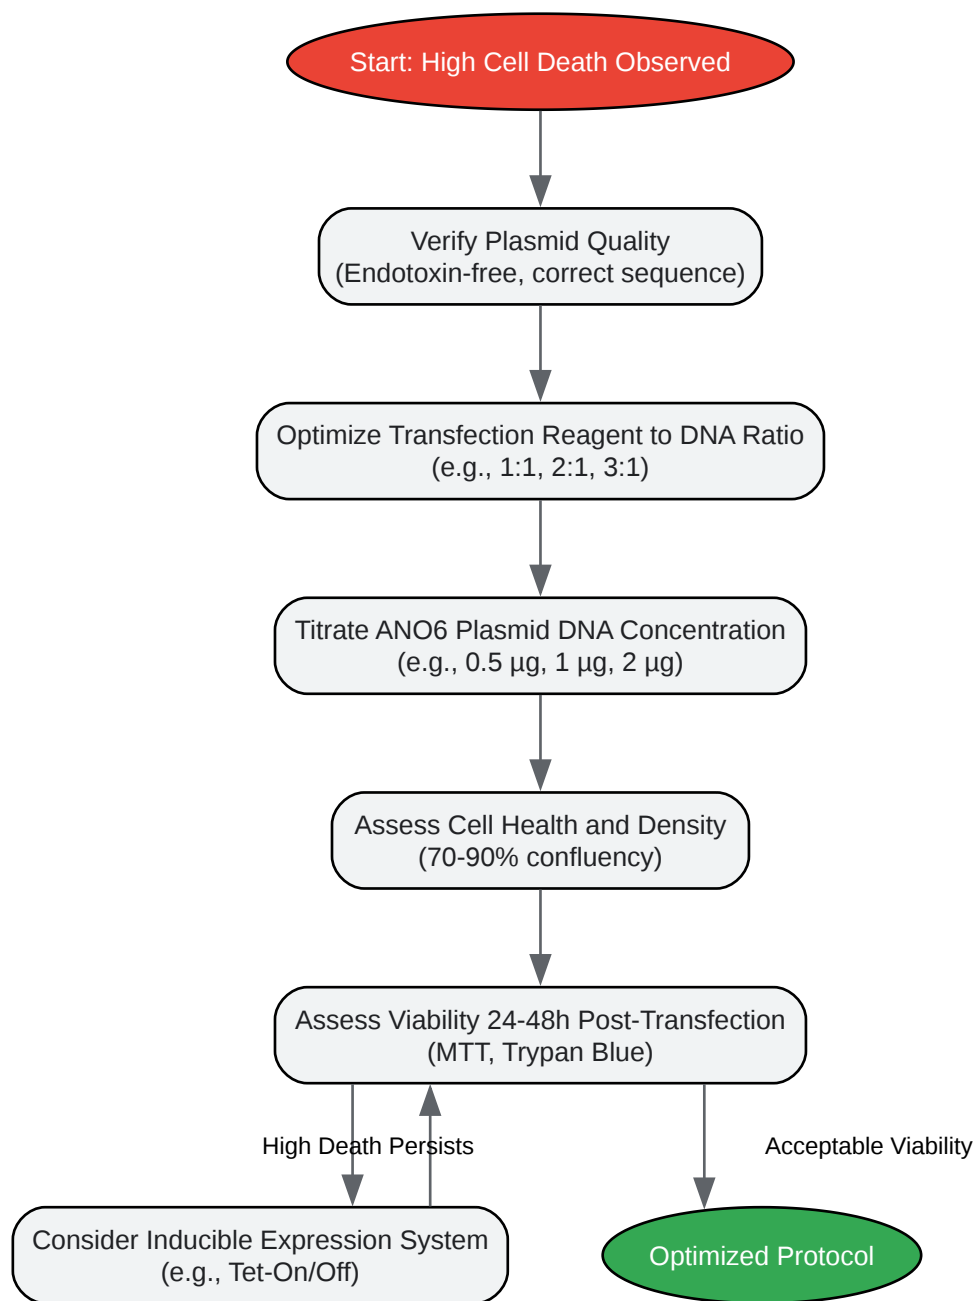 Start: High Cell Death Observed
Verify Plasmid Quality
(Endotoxin-free, correct sequence)
Optimize Transfection Reagent to DNA Ratio
(e.g., 1:1, 2:1, 3:1)
Titrate ANO6 Plasmid DNA Concentration
(e.g., 0.5 µg, 1 µg, 2 µg)
Assess Cell Health and Density
(70-90% confluency)
Assess Viability 24-48h Post-Transfection
(MTT, Trypan Blue)
High Death Persists
Acceptable Viability
Consider Inducible Expression System
(e.g., Tet-On/Off)
Optimized Protocol